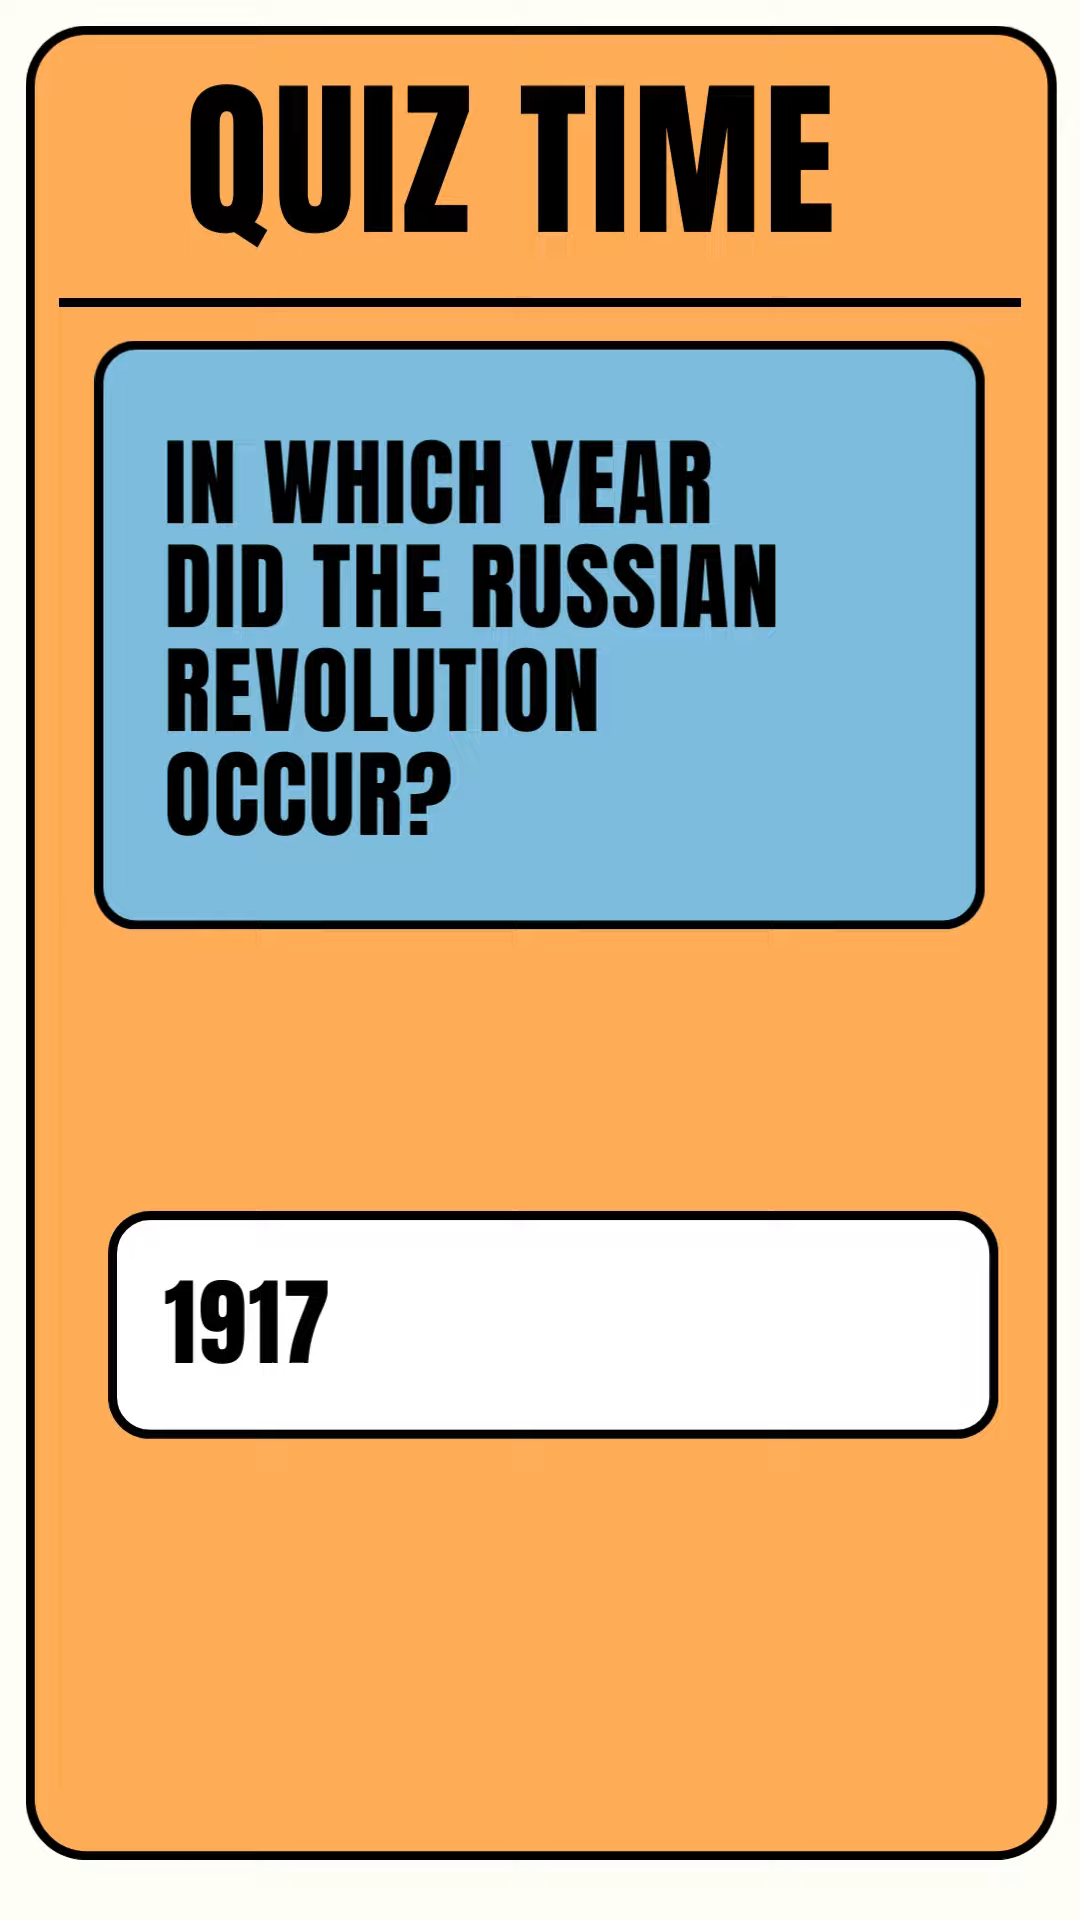 QUIZ TIME
IN WHICH YEAR
DID THE RUSSIAN
REVOLUTION
OCCUR?
1917